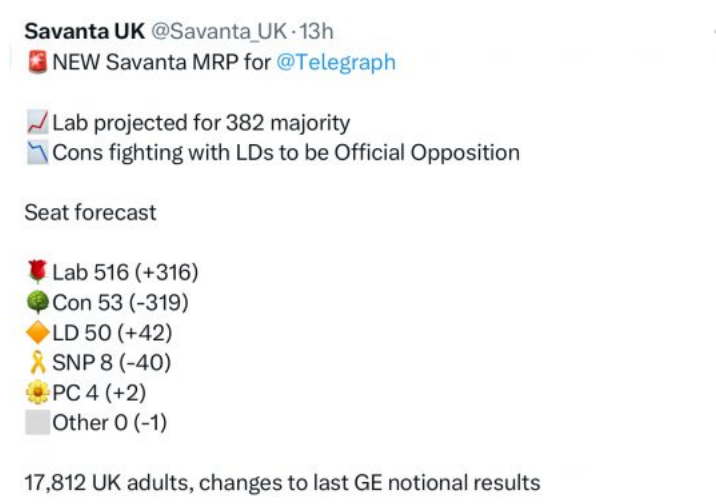 Savanta UK @Savanta_UK · 13h
🚨 NEW Savanta MRP for @Telegraph
📈 Lab projected for 382 majority
📉 Cons fighting with LDs to be Official Opposition
Seat forecast
🌹 Lab 516 (+316)
🌳 Con 53 (-319)
🔶 LD 50 (+42)
🎗 SNP 8 (-40)
🌼 PC 4 (+2)
⬜ Other 0 (-1)
17,812 UK adults, changes to last GE notional results